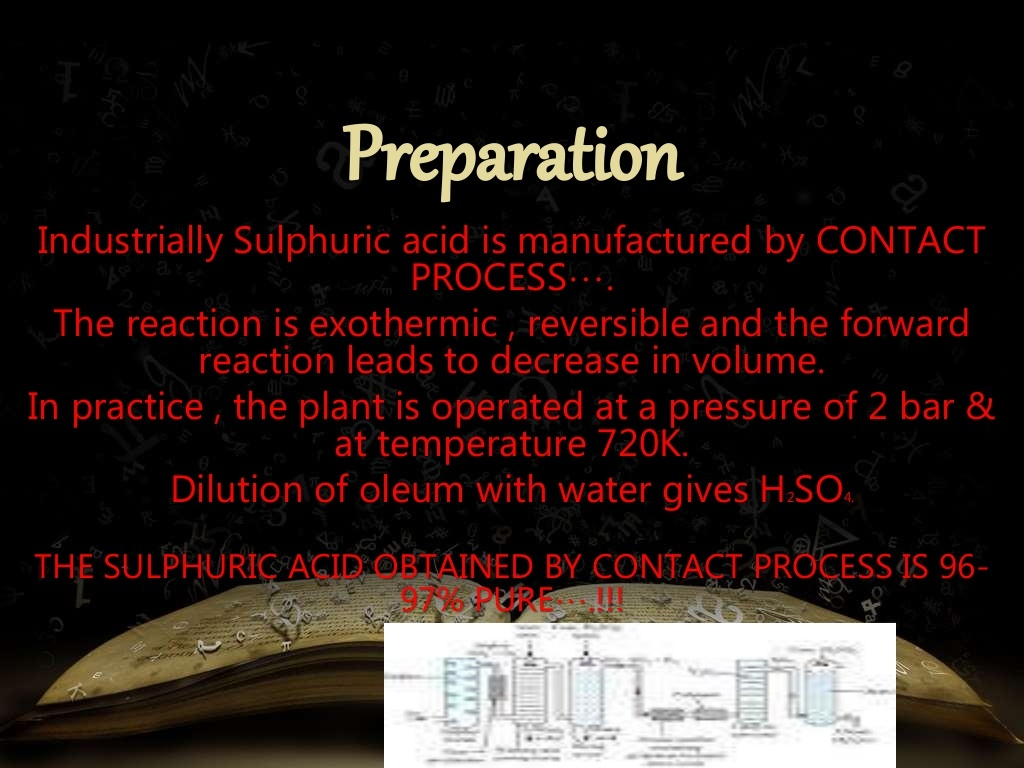 Preparation
Industrially Sulphuric acid is manufactured by CONTACT
PROCESS….
The reaction is exothermic , reversible and the forward
reaction leads to decrease in volume.
In practice , the plant is operated at a pressure of 2 bar &
at temperature 720K.
Dilution of oleum with water gives H₂SO₄.
THE SULPHURIC ACID OBTAINED BY CONTACT PROCESS IS 96-
97% PURE….!!!